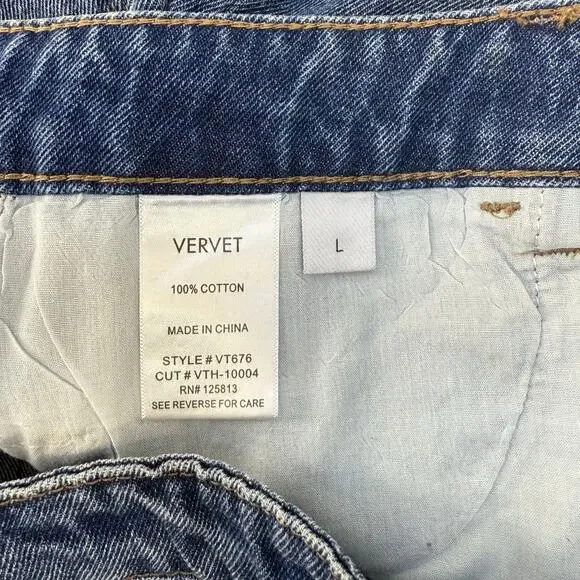 VERVET
L
100% COTTON
MADE IN CHINA
STYLE # VT676
CUT # VTH-10004
RN# 125813
SEE REVERSE FOR CARE